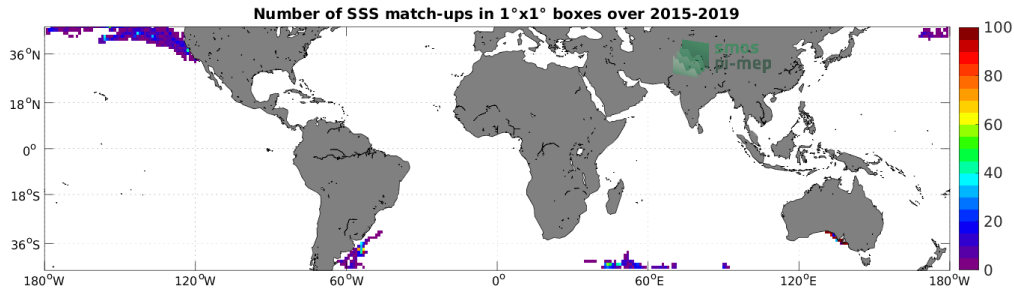 Number of SSS match-ups in 1°x1° boxes over 2015-2019
smos
pi-mep
36°N
18°N
0°
18°S
36°S
180°W
120°W
60°W
0°
60°E
120°E
180°W
100
80
60
40
20
0